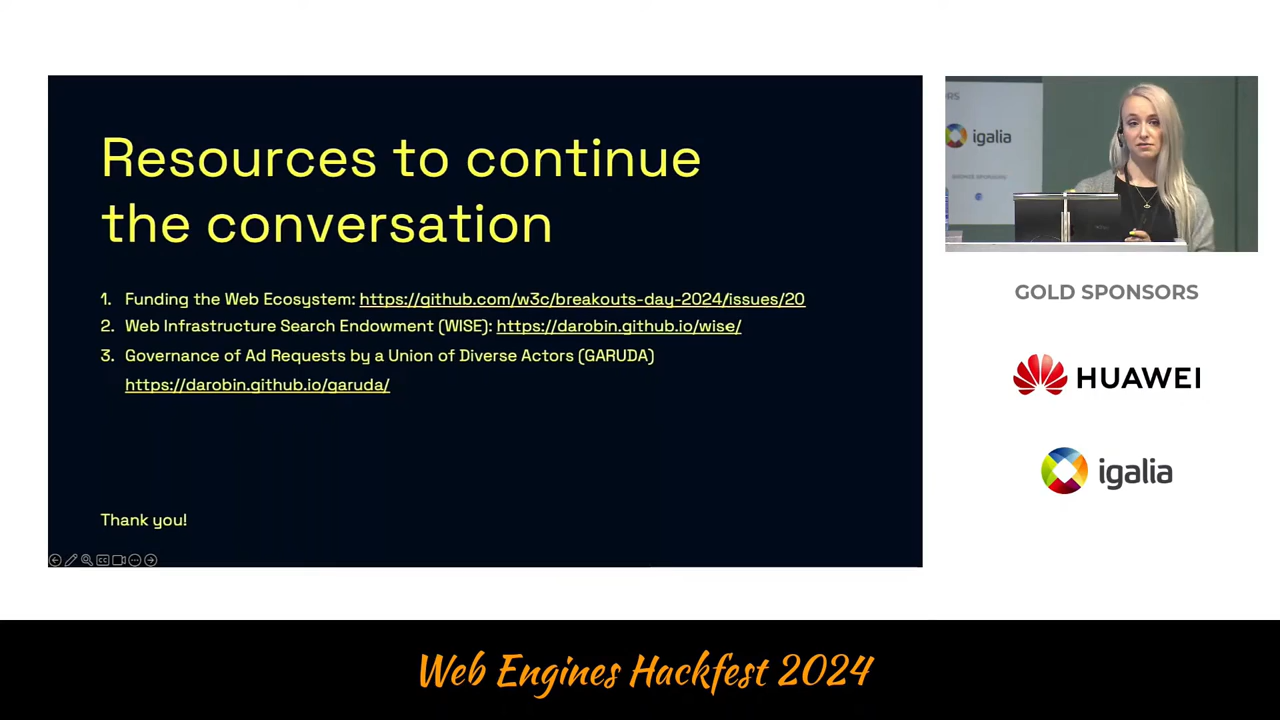 Resources to continue
the conversation
1. Funding the Web Ecosystem: https://github.com/w3c/breakouts-day-2024/issues/20
2. Web Infrastructure Search Endowment (WISE): https://darobin.github.io/wise/
3. Governance of Ad Requests by a Union of Diverse Actors (GARUDA)
https://darobin.github.io/garuda/
Thank you!
igalia
GOLD SPONSORS
HUAWEI
igalia
Web Engines Hackfest 2024